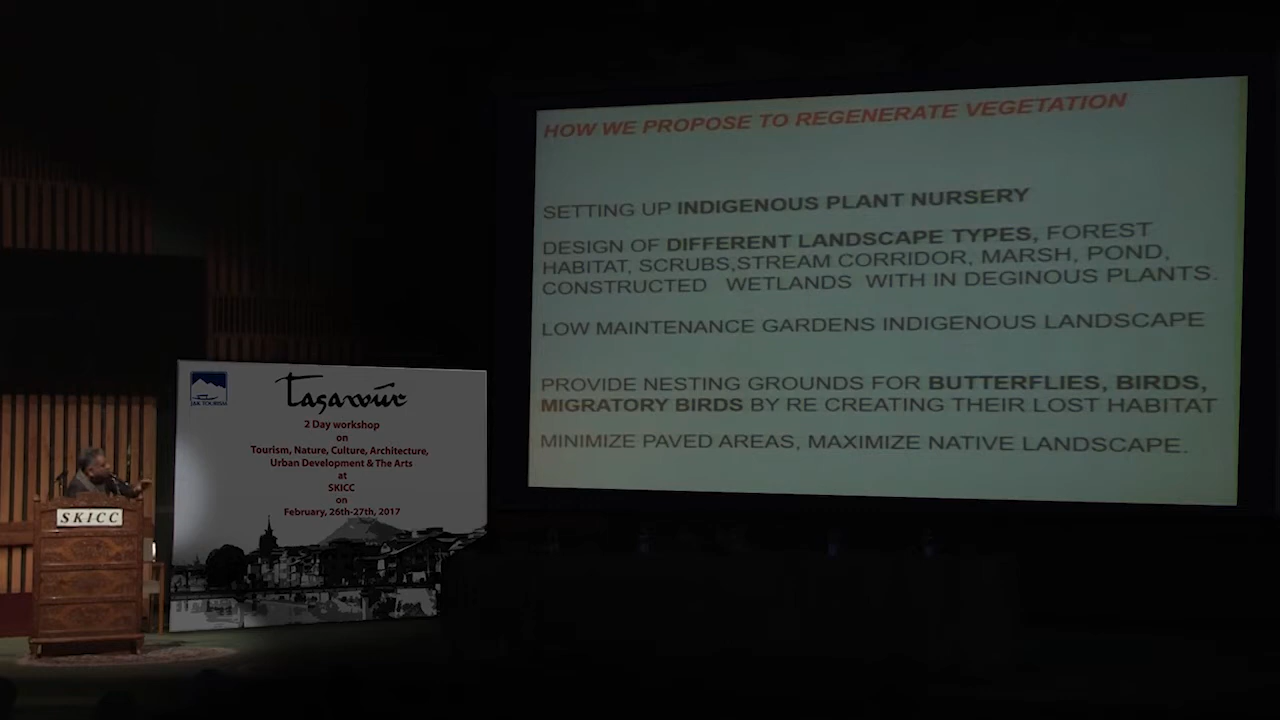 HOW WE PROPOSE TO REGENERATE VEGETATION
SETTING UP INDIGENOUS PLANT NURSERY
DESIGN OF DIFFERENT LANDSCAPE TYPES, FOREST
HABITAT, SCRUBS,STREAM CORRIDOR, MARSH, POND,
CONSTRUCTED WETLANDS WITH IN DEGINOUS PLANTS.
LOW MAINTENANCE GARDENS INDIGENOUS LANDSCAPE
PROVIDE NESTING GROUNDS FOR BUTTERFLIES, BIRDS,
MIGRATORY BIRDS BY RE CREATING THEIR LOST HABITAT
MINIMIZE PAVED AREAS, MAXIMIZE NATIVE LANDSCAPE.
J&K TOURISM
Tasawur
2 Day workshop
on
Tourism, Nature, Culture, Architecture,
Urban Development & The Arts
at
SKICC
on
February, 26th-27th, 2017
SKICC